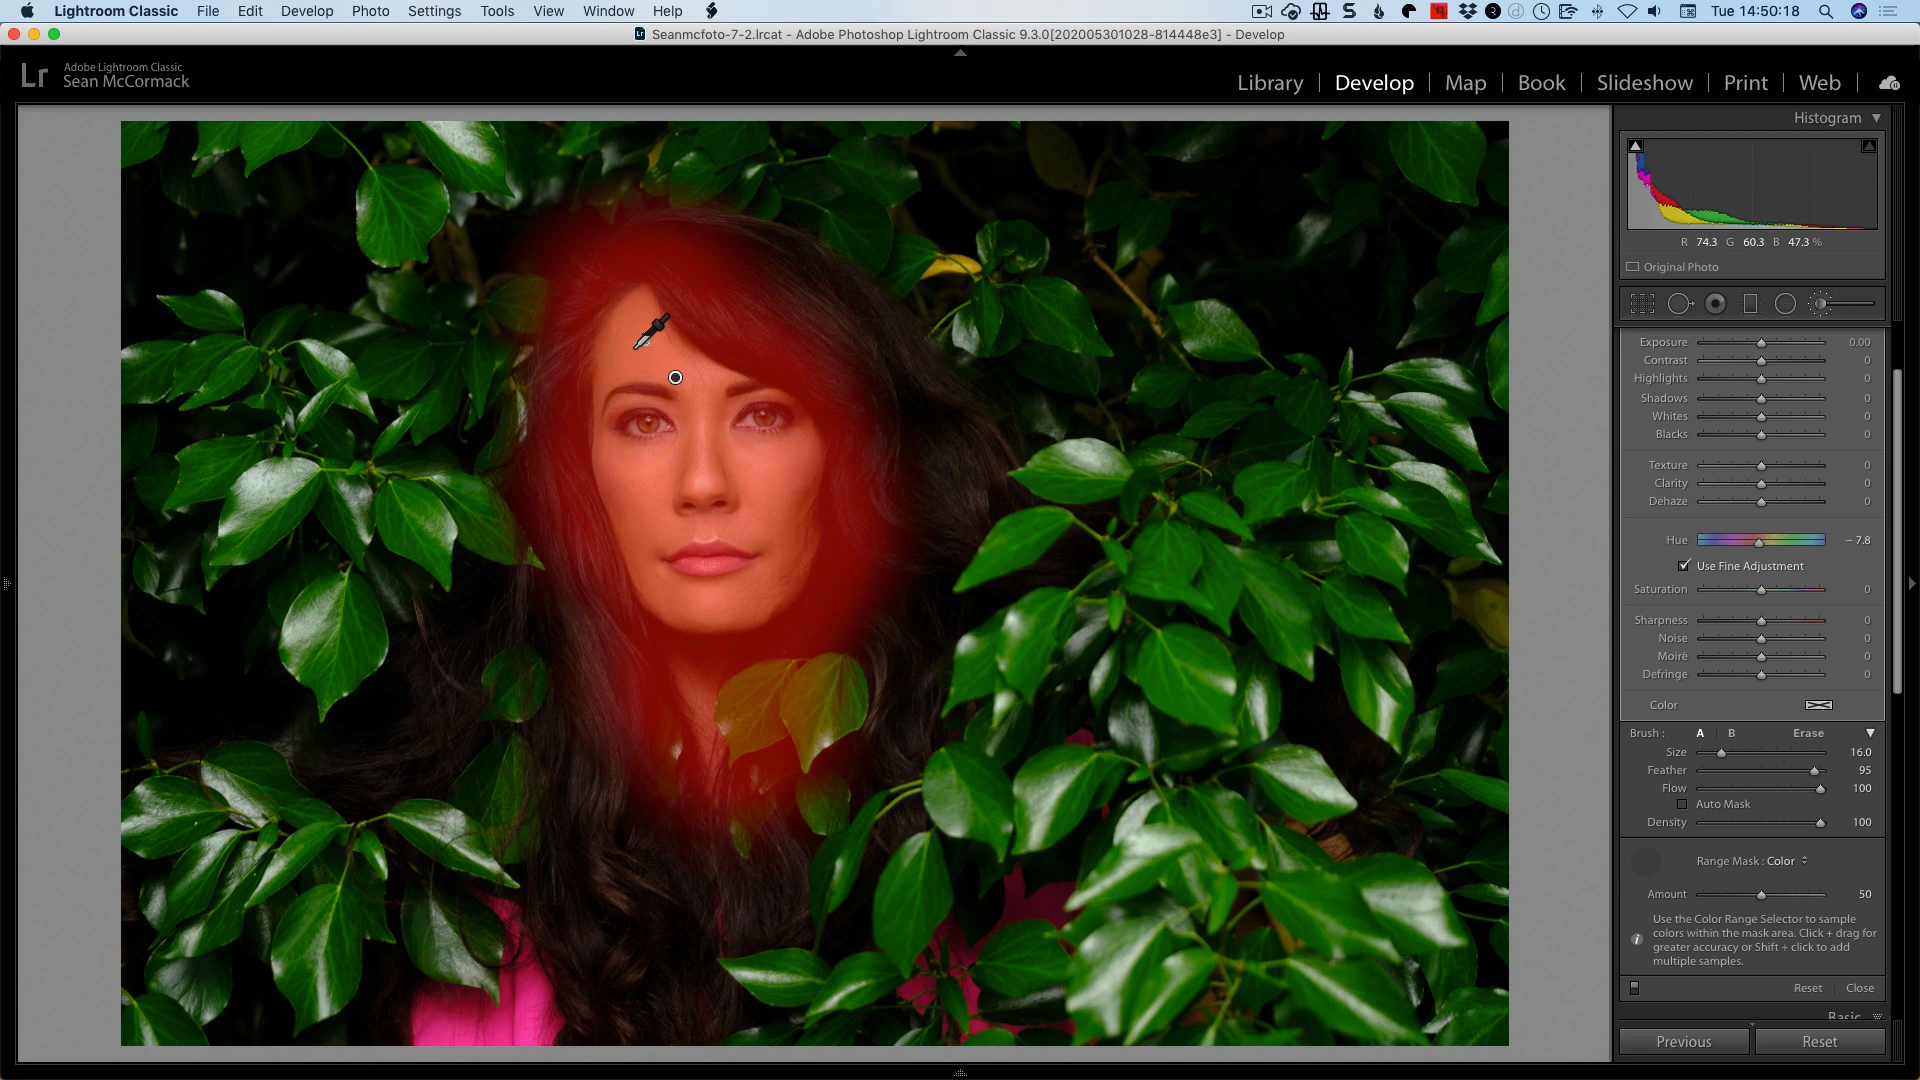 Lightroom Classic File Edit Develop Photo Settings Tools View Window Help Tue 14:50:18
Seanmcfoto-7-2.lrcat - Adobe Photoshop Lightroom Classic 9.3.0[202005301028-814448e3] - Develop
Lr Adobe Lightroom Classic
Sean McCormack
Library | Develop | Map | Book | Slideshow | Print | Web
Histogram
R 74.3 G 60.3 B 47.3 %
Original Photo
Exposure 0.00
Contrast 0
Highlights 0
Shadows 0
Whites 0
Blacks 0
Texture 0
Clarity 0
Dehaze 0
Hue – 7.8
Use Fine Adjustment
Saturation 0
Sharpness 0
Noise 0
Moiré 0
Defringe 0
Color
Brush : A B Erase
Size 16.0
Feather 95
Flow 100
Auto Mask
Density 100
Range Mask : Color
Amount 50
Use the Color Range Selector to sample
colors within the mask area. Click + drag for
greater accuracy or Shift + click to add
multiple samples.
Reset Close
Basic
Previous Reset